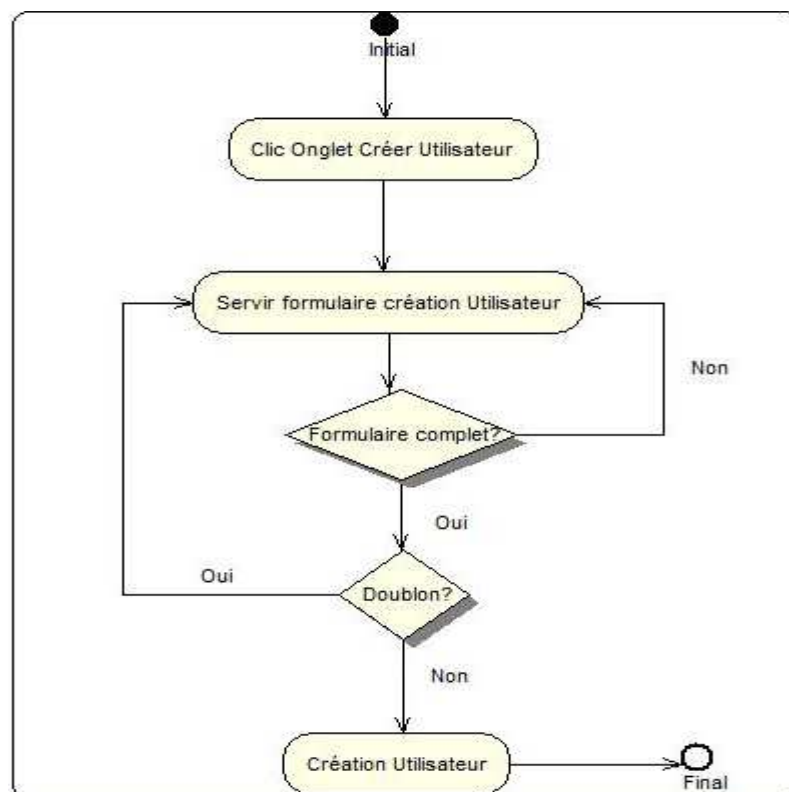 Initial
Clic Onglet Créer Utilisateur
Servir formulaire création Utilisateur
Non
Formulaire complet?
Oui
Oui
Doublon?
Non
Création Utilisateur
Final